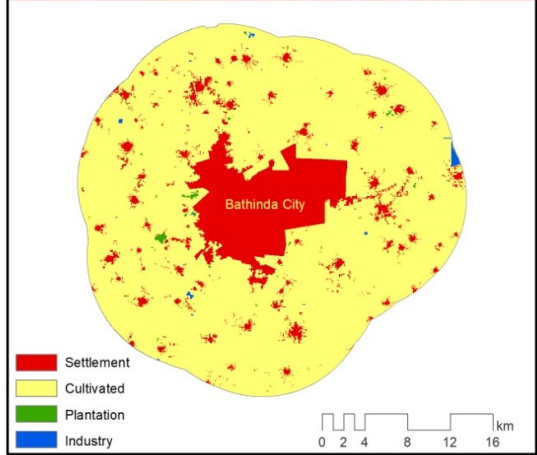 Bathinda City
Settlement
Cultivated
Plantation
Industry
km
0 2 4 8 12 16